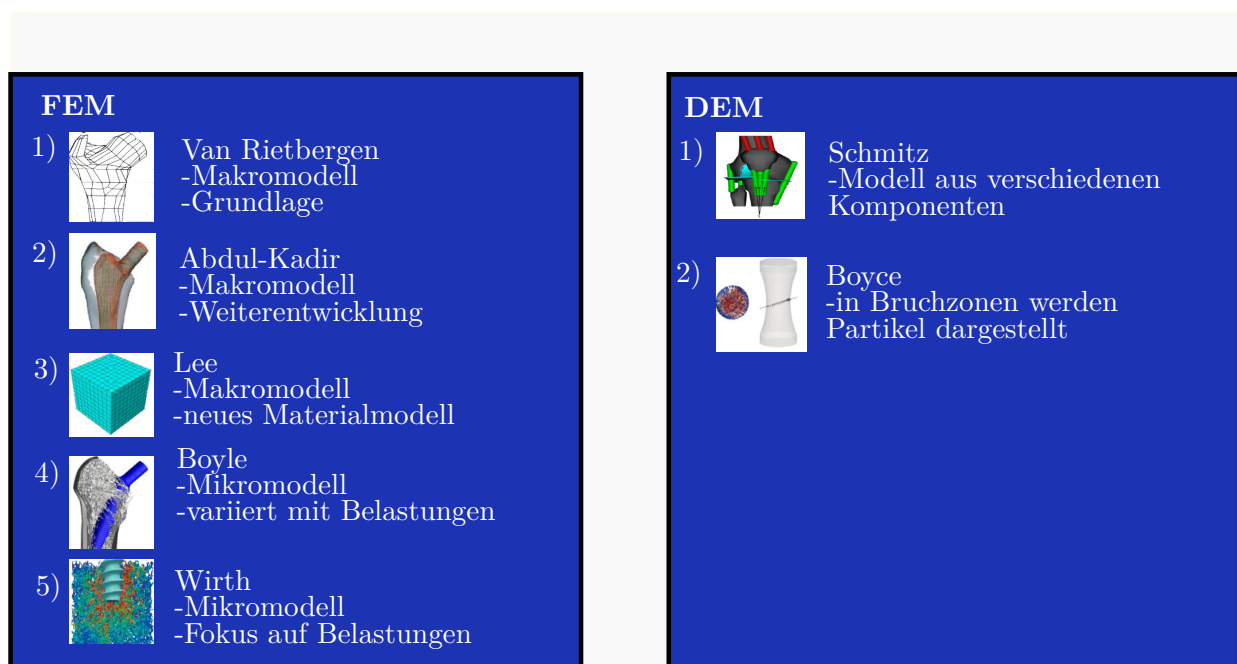 FEM
1)
Van Rietbergen
-Makromodell
-Grundlage
2)
Abdul-Kadir
-Makromodell
-Weiterentwicklung
3)
Lee
-Makromodell
-neues Materialmodell
4)
Boyle
-Mikromodell
-variiert mit Belastungen
5)
Wirth
-Mikromodell
-Fokus auf Belastungen
DEM
1)
Schmitz
-Modell aus verschiedenen
Komponenten
2)
Boyce
-in Bruchzonen werden
Partikel dargestellt